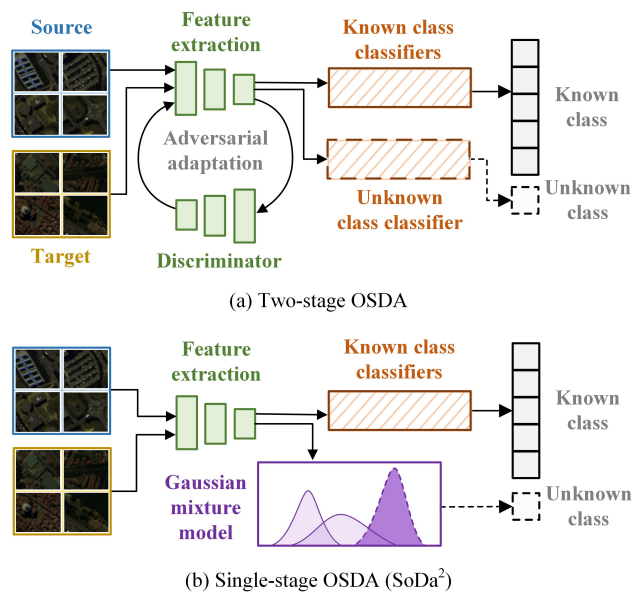 Source
Feature
extraction
Known class
classifiers
Known
class
Adversarial
adaptation
Unknown
class classifier
Unknown
class
Target
Discriminator
(a) Two-stage OSDA
Feature
extraction
Known class
classifiers
Known
class
Gaussian
mixture
model
Unknown
class
(b) Single-stage OSDA (SoDa²)